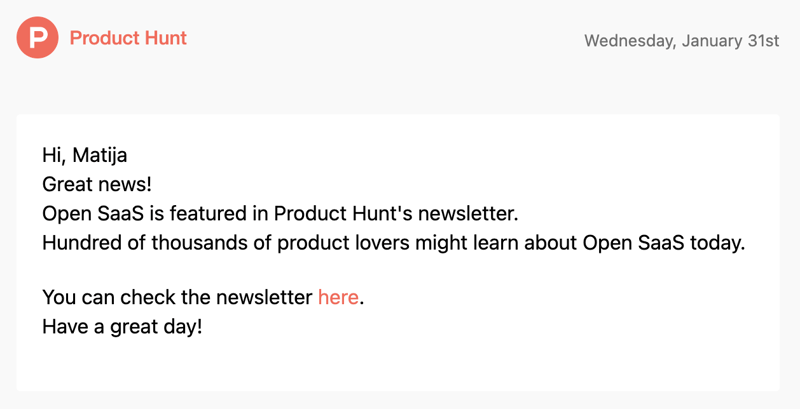 Product Hunt
Wednesday, January 31st
Hi, Matija
Great news!
Open SaaS is featured in Product Hunt's newsletter.
Hundred of thousands of product lovers might learn about Open SaaS today.
You can check the newsletter here.
Have a great day!